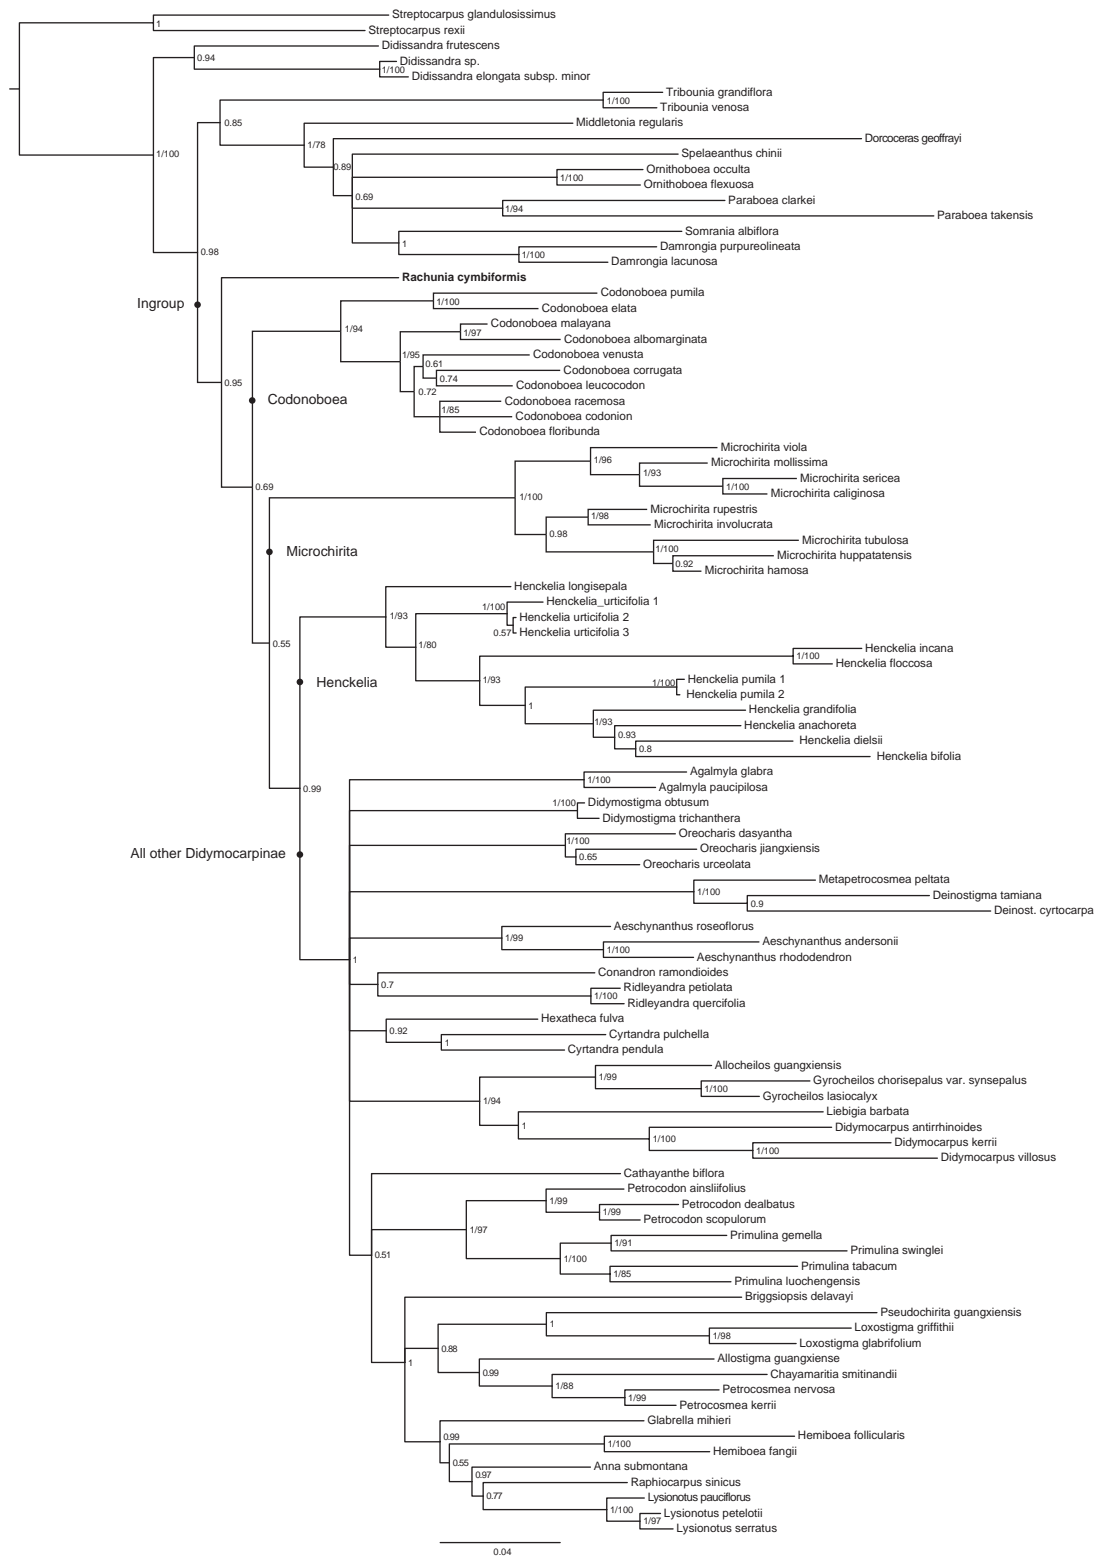 Streptocarpus glandulosissimus
1
Streptocarpus rexii
Didissandra frutescens
0.94
Didissandra sp.
1/100
Didissandra elongata subsp. minor
Tribounia grandiflora
1/100
Tribounia venosa
0.85
Middletonia regularis
Dorcoceras geoffrayi
1/78
1/100
Spelaeanthus chinii
0.89
Ornithoboea occulta
1/100
Ornithoboea flexuosa
0.69
Paraboea clarkei
1/94
Paraboea takensis
Somrania albiflora
1
Damrongia purpureolineata
0.98
1/100
Damrongia lacunosa
Rachunia cymbiformis
Codonoboea pumila
1/100
Ingroup
Codonoboea elata
Codonoboea malayana
1/94
1/97
Codonoboea albomarginata
Codonoboea venusta
1/95
0.61
Codonoboea corrugata
0.74
0.95
Codonoboea leucocodon
0.72
Codonoboea
Codonoboea racemosa
1/85
Codonoboea codonion
Codonoboea floribunda
Microchirita viola
1/96
Microchirita mollissima
1/93
Microchirita sericea
0.69
1/100
Microchirita caliginosa
1/100
Microchirita rupestris
1/98
Microchirita involucrata
0.98
Microchirita tubulosa
1/100
Microchirita
Microchirita huppatatensis
0.92
Microchirita hamosa
Henckelia longisepala
Henckelia_urticifolia 1
1/100
1/93
Henckelia urticifolia 2
0.57
Henckelia urticifolia 3
0.55
1/80
Henckelia incana
1/100
Henckelia floccosa
Henckelia
1/93
Henckelia pumila 1
1/100
Henckelia pumila 2
1
Henckelia grandifolia
1/93
Henckelia anachoreta
0.93
Henckelia dielsii
0.8
Henckelia bifolia
Agalmyla glabra
1/100
0.99
Agalmyla paucipilosa
1/100
Didymostigma obtusum
Didymostigma trichanthera
Oreocharis dasyantha
1/100
Oreocharis jiangxiensis
All other Didymocarpinae
0.65
Oreocharis urceolata
Metapetrocosmea peltata
1/100
Deinostigma tamiana
0.9
Deinost. cyrtocarpa
Aeschynanthus roseoflorus
1/99
Aeschynanthus andersonii
1/100
Aeschynanthus rhododendron
1
Conandron ramondioides
0.7
Ridleyandra petiolata
1/100
Ridleyandra quercifolia
Hexatheca fulva
0.92
Cyrtandra pulchella
1
Cyrtandra pendula
Allocheilos guangxiensis
1/99
Gyrocheilos chorisepalus var. synsepalus
1/100
Gyrocheilos lasiocalyx
1/94
Liebigia barbata
1
Didymocarpus antirrhinoides
1/100
Didymocarpus kerrii
1/100
Didymocarpus villosus
Cathayanthe biflora
Petrocodon ainsliifolius
1/99
Petrocodon dealbatus
1/99
Petrocodon scopulorum
1/97
Primulina gemella
1/91
Primulina swinglei
0.51
1/100
Primulina tabacum
1/85
Primulina luochengensis
Briggsiopsis delavayi
Pseudochirita guangxiensis
1
Loxostigma griffithii
1/98
Loxostigma glabrifolium
0.88
Allostigma guangxiense
1
0.99
Chayamaritia smitinandii
1/88
Petrocosmea nervosa
1/99
Petrocosmea kerrii
Glabrella mihieri
0.99
Hemiboea follicularis
1/100
Hemiboea fangii
0.55
Anna submontana
0.97
Raphiocarpus sinicus
0.77
Lysionotus pauciflorus
1/100
Lysionotus petelotii
1/97
Lysionotus serratus
0.04